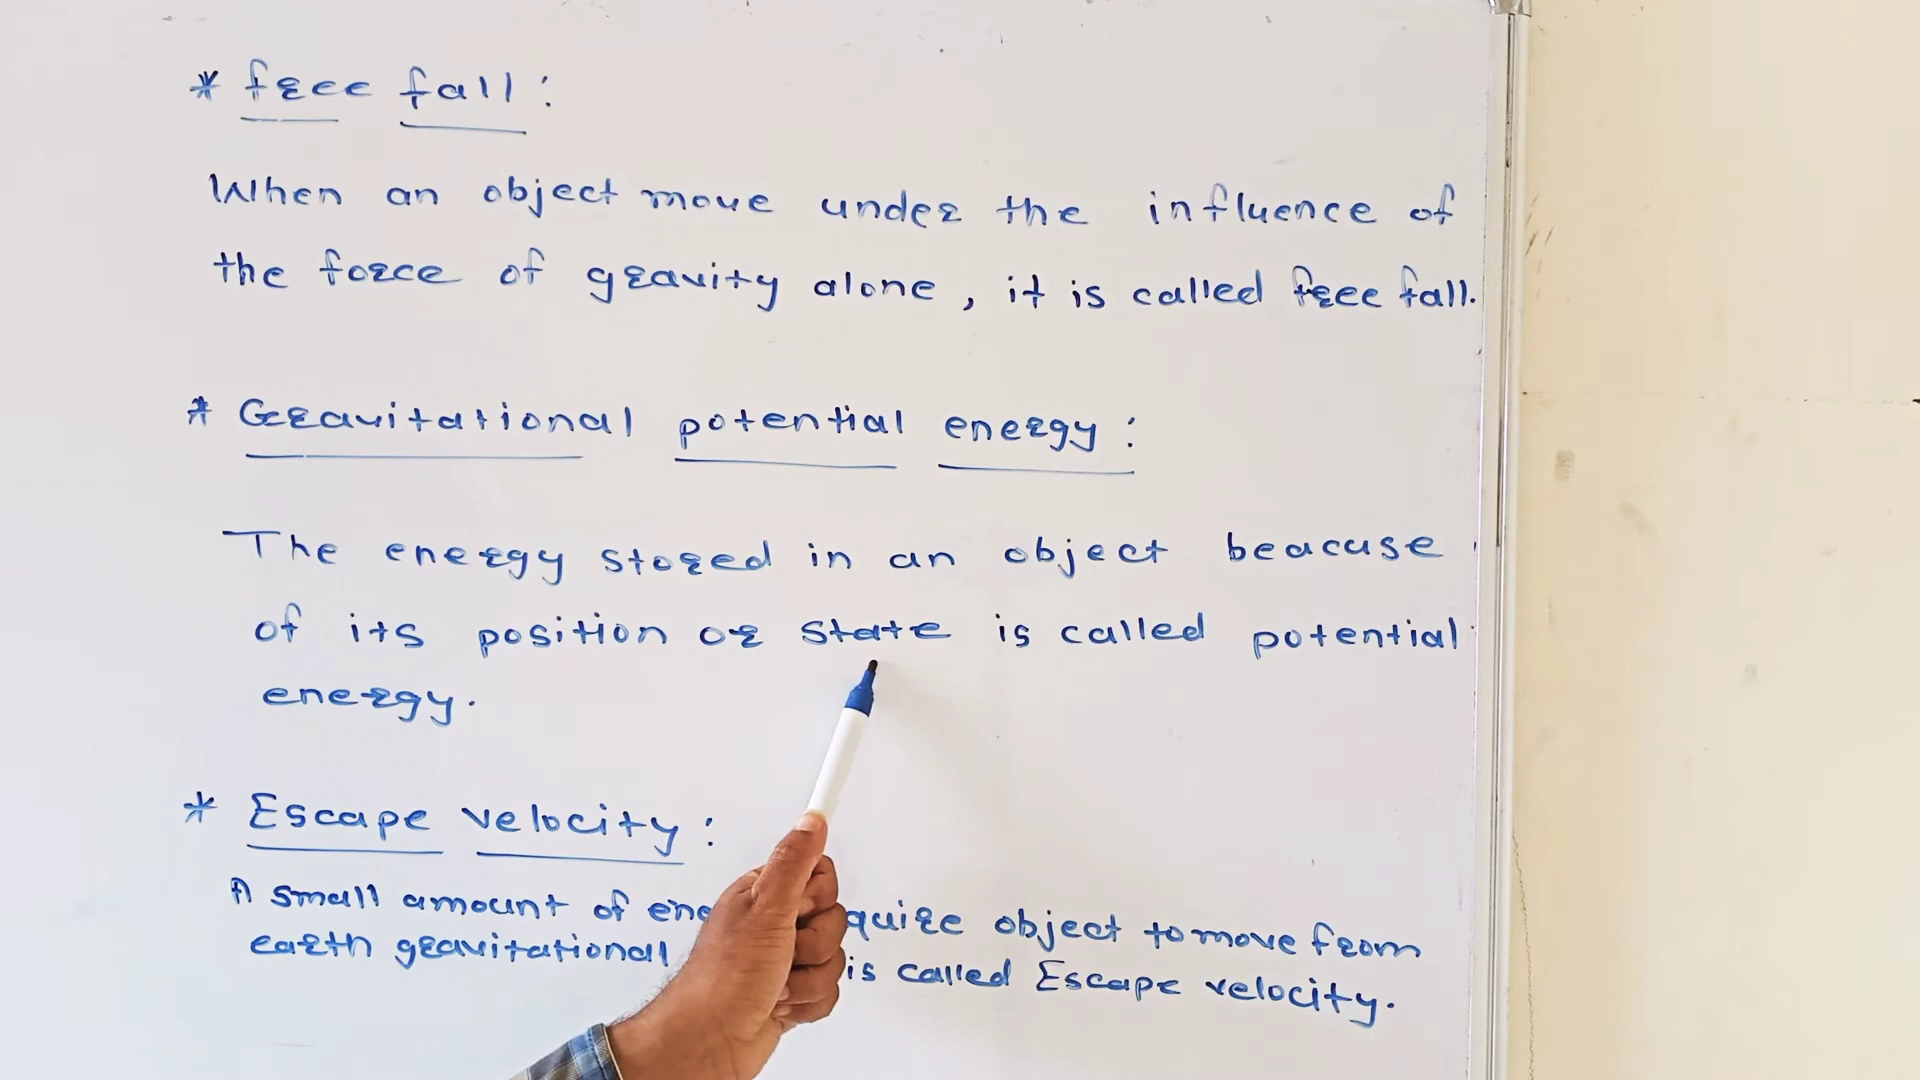 * free fall:
When an object move under the influence of
the force of gravity alone, it is called free fall.
* Gravitational potential energy:
The energy stored in an object beacuse
of its position or state is called potential
energy.
* Escape velocity:
A small amount of object to move from
earth gravitational is called Escape velocity.